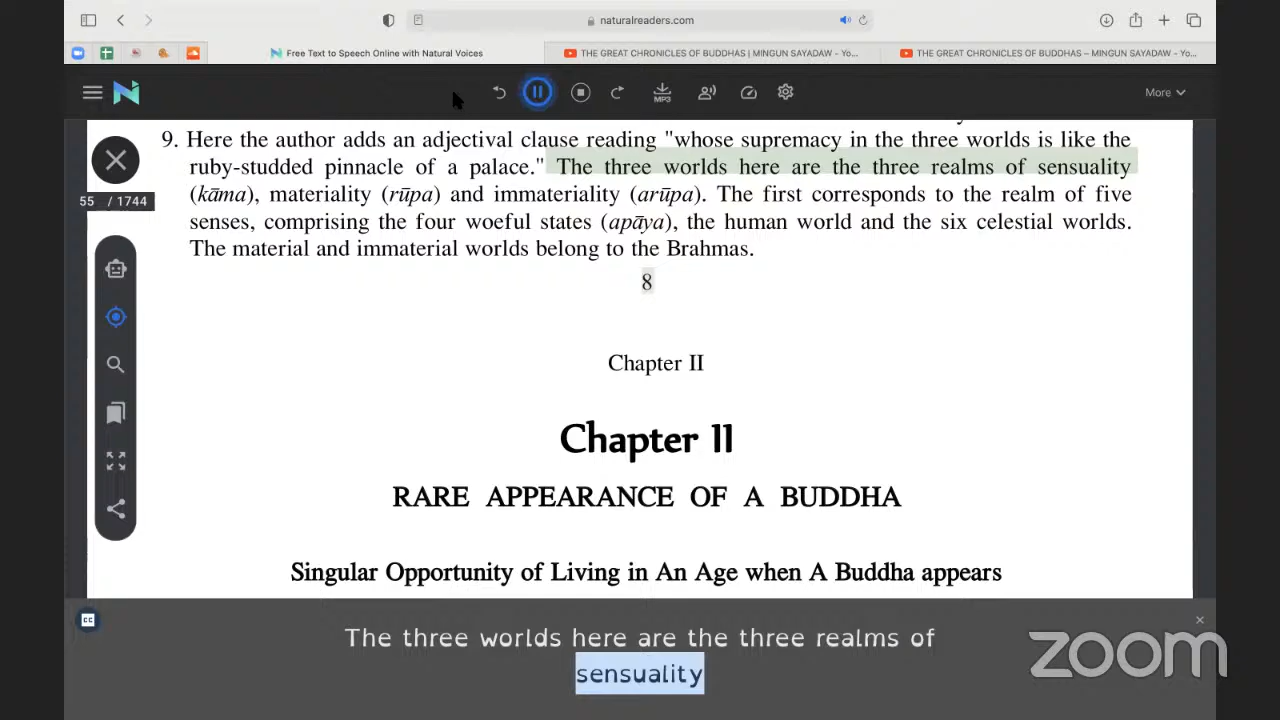 naturalreaders.com
Free Text to Speech Online with Natural Voices
THE GREAT CHRONICLES OF BUDDHAS | MINGUN SAYADAW - Yo...
THE GREAT CHRONICLES OF BUDDHAS – MINGUN SAYADAW - Yo...
MP3
More
9. Here the author adds an adjectival clause reading "whose supremacy in the three worlds is like the
ruby-studded pinnacle of a palace." The three worlds here are the three realms of sensuality
(kāma), materiality (rūpa) and immateriality (arūpa). The first corresponds to the realm of five
senses, comprising the four woeful states (apāya), the human world and the six celestial worlds.
The material and immaterial worlds belong to the Brahmas.
55 / 1744
8
Chapter II
Chapter II
RARE APPEARANCE OF A BUDDHA
Singular Opportunity of Living in An Age when A Buddha appears
CC
The three worlds here are the three realms of
sensuality
zoom